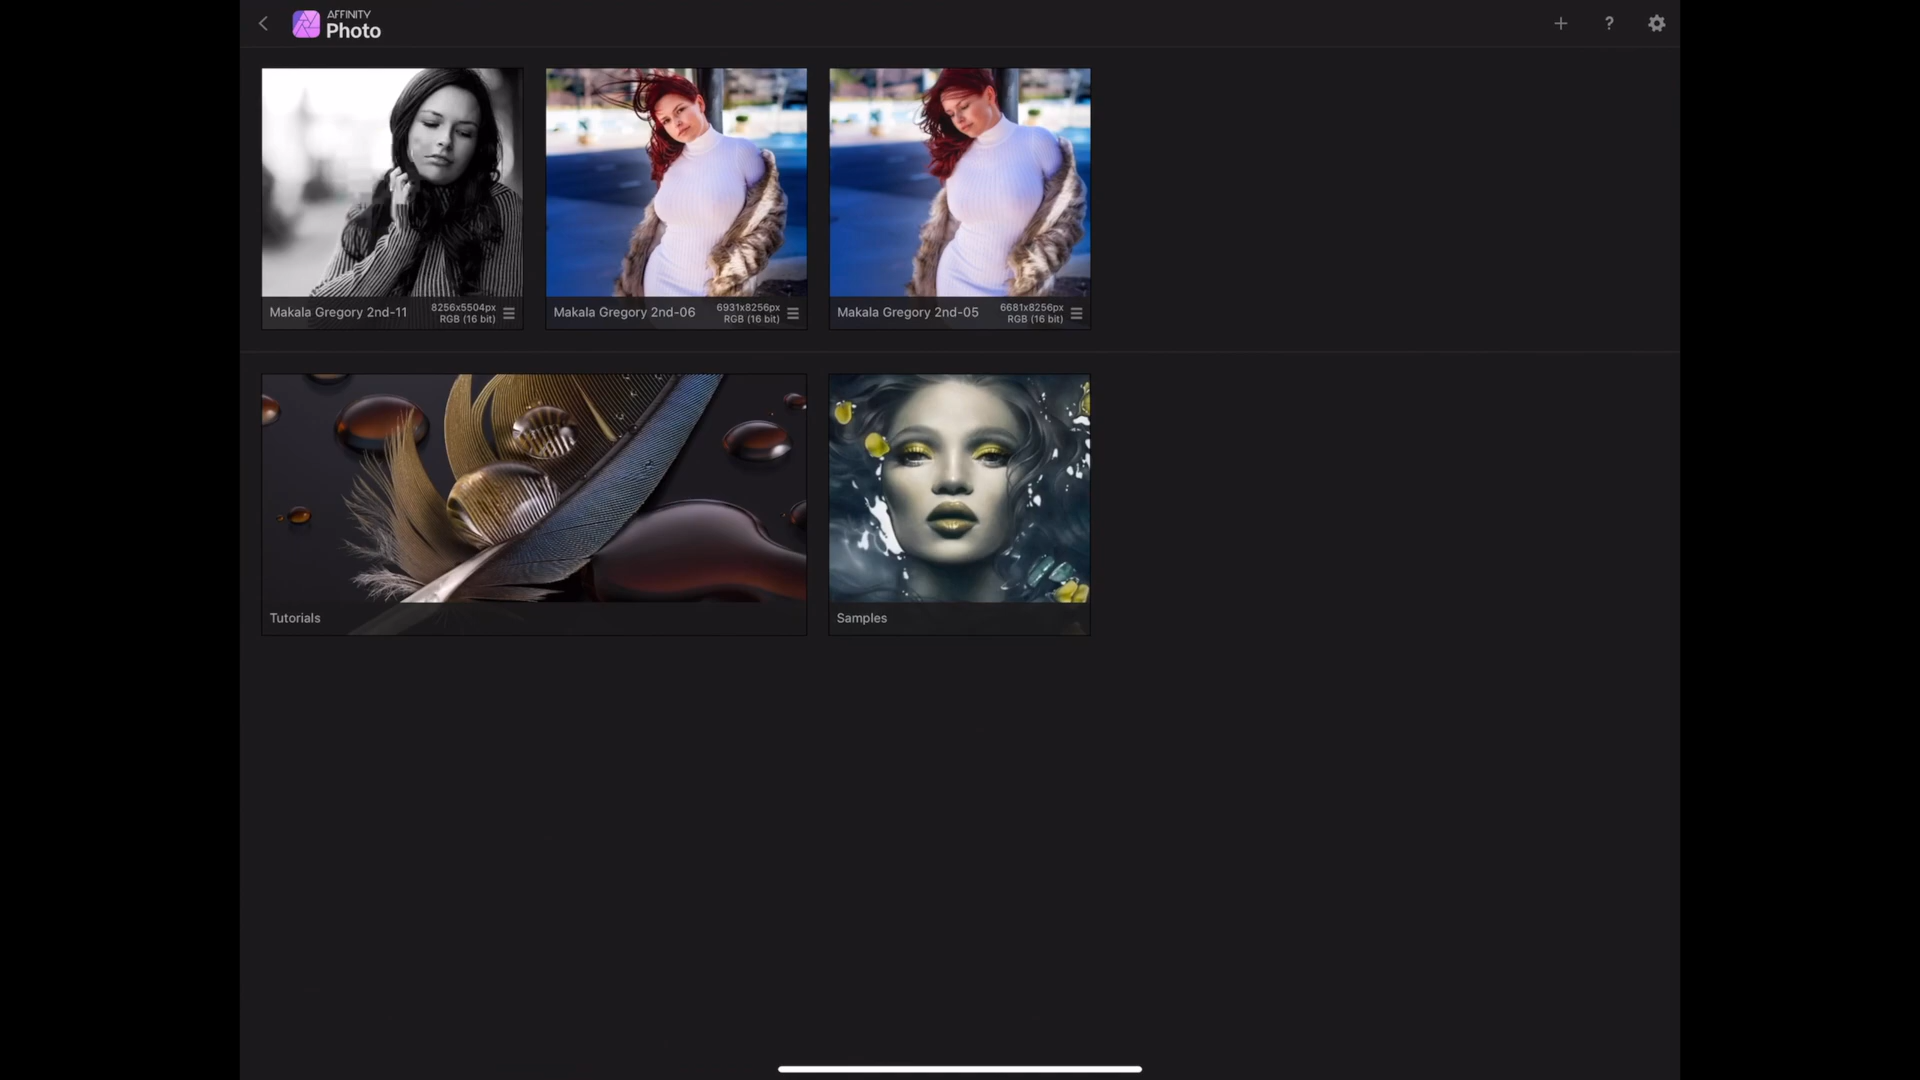 AFFINITY
Photo
?
Makala Gregory 2nd-11
8256x5504px
RGB (16 bit)
Makala Gregory 2nd-06
6931x8256px
RGB (16 bit)
Makala Gregory 2nd-05
6681x8256px
RGB (16 bit)
Tutorials
Samples